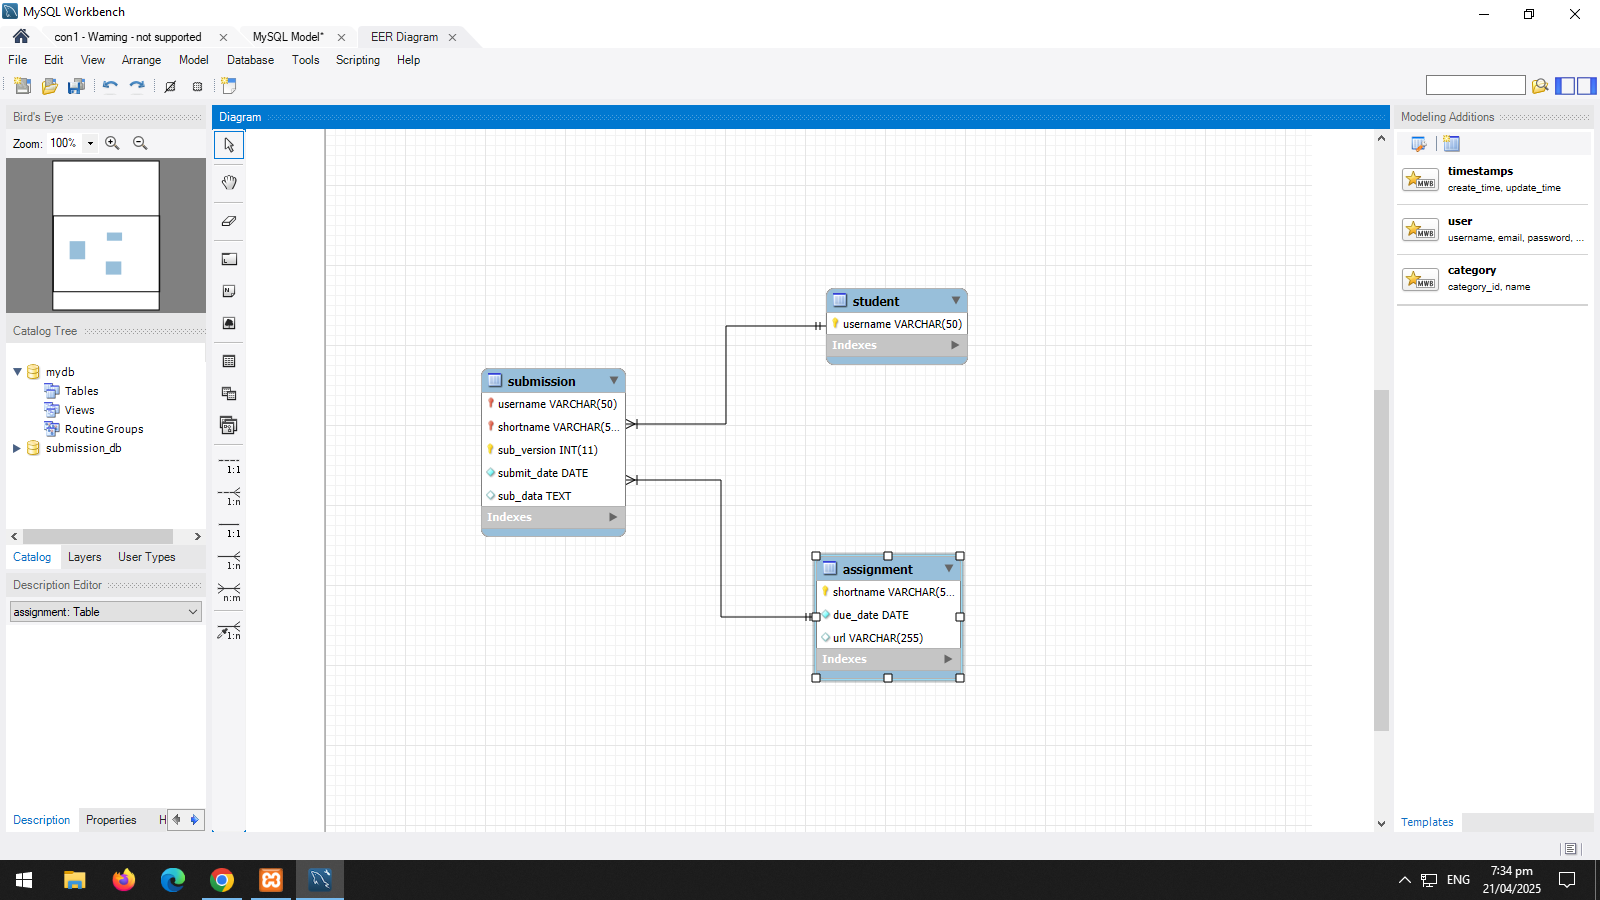 MySQL Workbench
con1 - Warning - not supported
MySQL Model*
EER Diagram
File Edit View Arrange Model Database Tools Scripting Help
Bird's Eye
Diagram
Modeling Additions
Zoom: 100%
timestamps
create_time, update_time
user
username, email, password, ...
category
category_id, name
Catalog Tree
mydb
Tables
Views
Routine Groups
submission_db
Catalog Layers User Types
Description Editor
assignment: Table
Description Properties H
1:1
1:n
1:1
1:n
n:m
1:n
student
username VARCHAR(50)
Indexes
submission
username VARCHAR(50)
shortname VARCHAR(5...
sub_version INT(11)
submit_date DATE
sub_data TEXT
Indexes
assignment
shortname VARCHAR(5...
due_date DATE
url VARCHAR(255)
Indexes
Templates
ENG
7:34 pm
21/04/2025